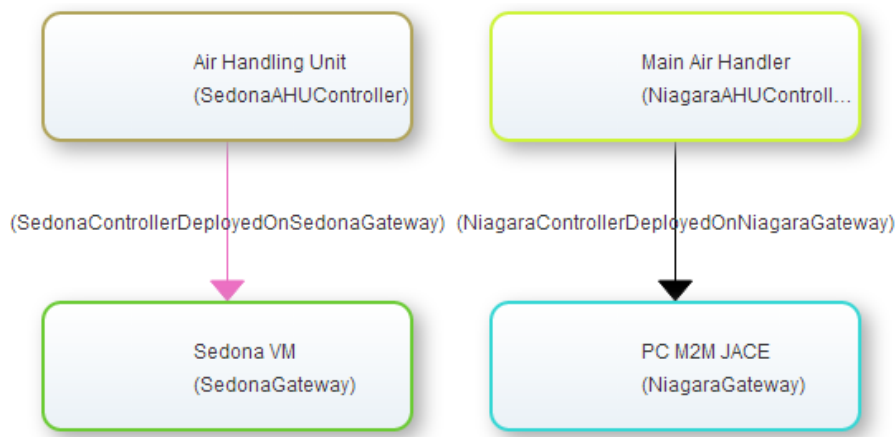 Air Handling Unit
(SedonaAHUController)
Main Air Handler
(NiagaraAHUControll...
(SedonaControllerDeployedOnSedonaGateway)
(NiagaraControllerDeployedOnNiagaraGateway)
Sedona VM
(SedonaGateway)
PC M2M JACE
(NiagaraGateway)